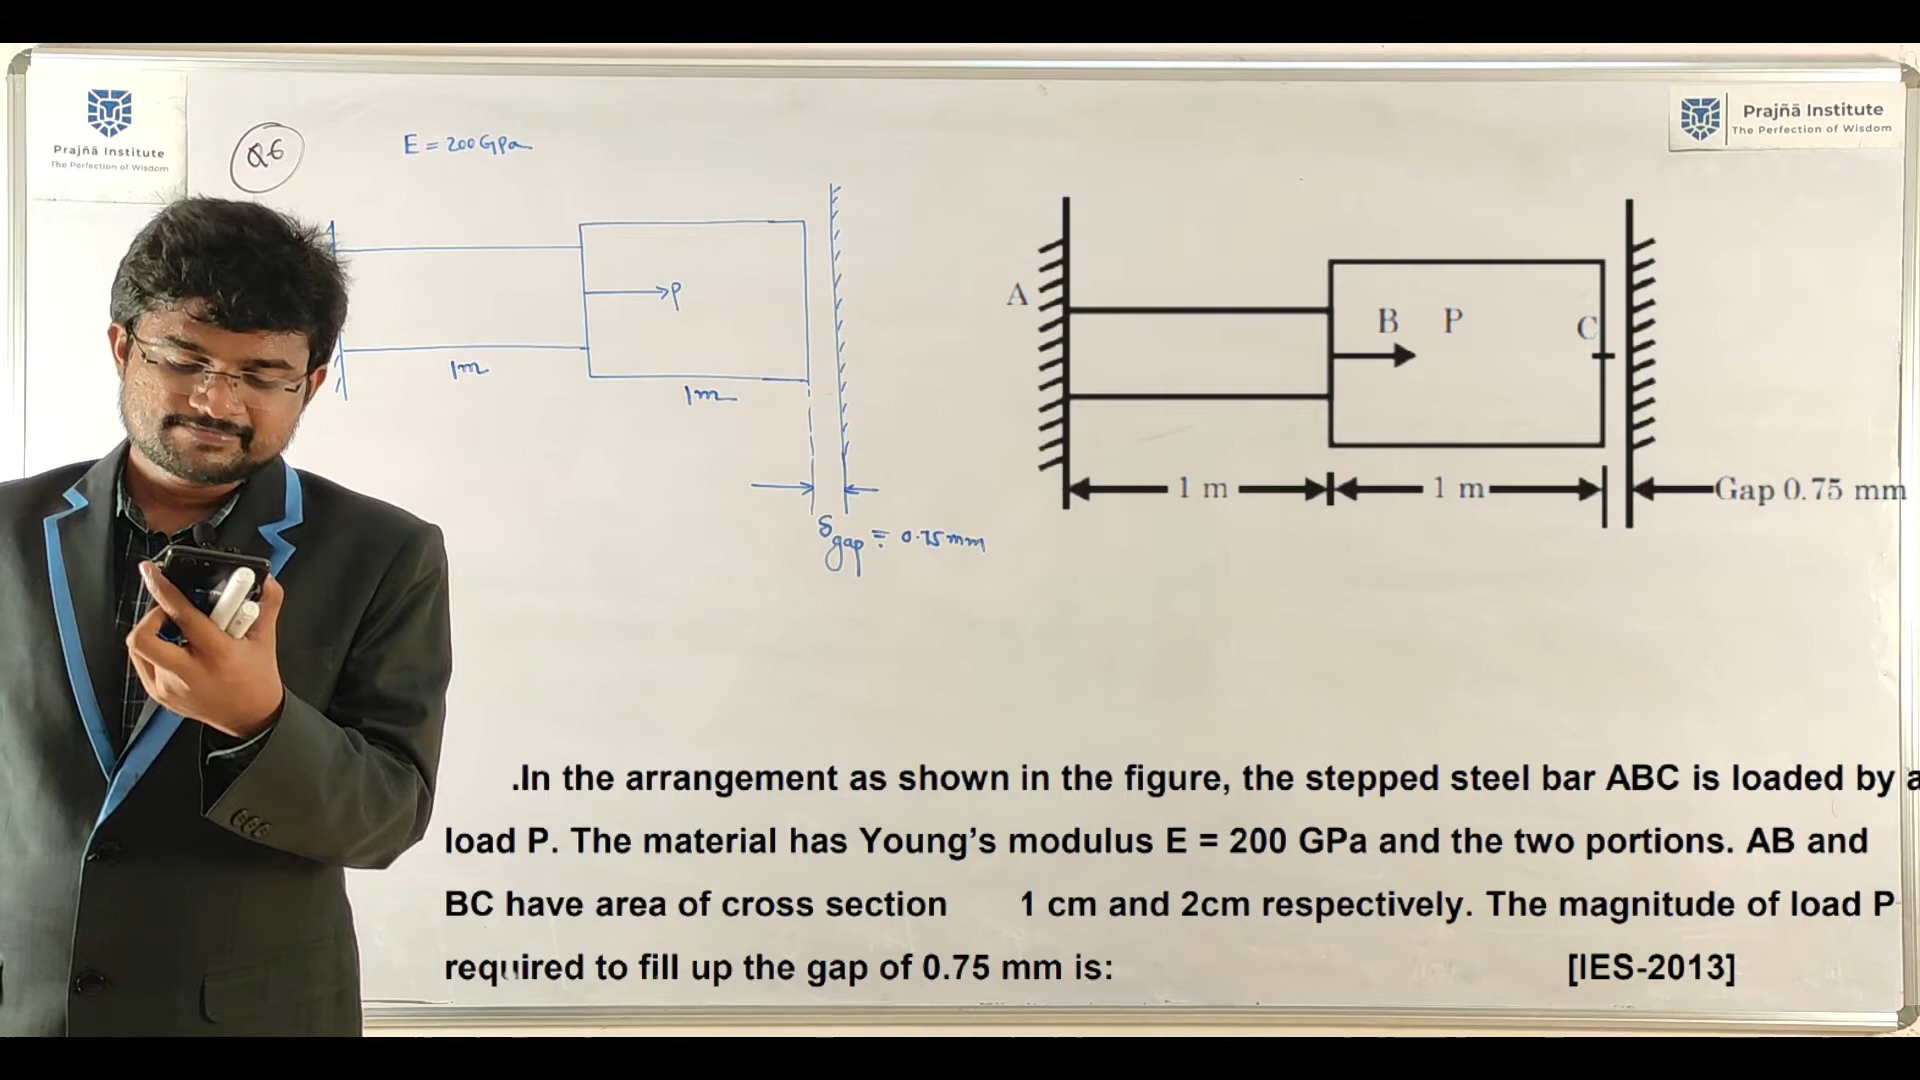 Prajñā Institute
The Perfection of Wisdom
Q6
E = 200 GPa
Prajñā Institute
The Perfection of Wisdom
P
1m
1m
δgap = 0.75 mm
A
B P C
1 m 1 m Gap 0.75 mm
.In the arrangement as shown in the figure, the stepped steel bar ABC is loaded by a
load P. The material has Young’s modulus E = 200 GPa and the two portions. AB and
BC have area of cross section 1 cm and 2cm respectively. The magnitude of load P
required to fill up the gap of 0.75 mm is: [IES-2013]